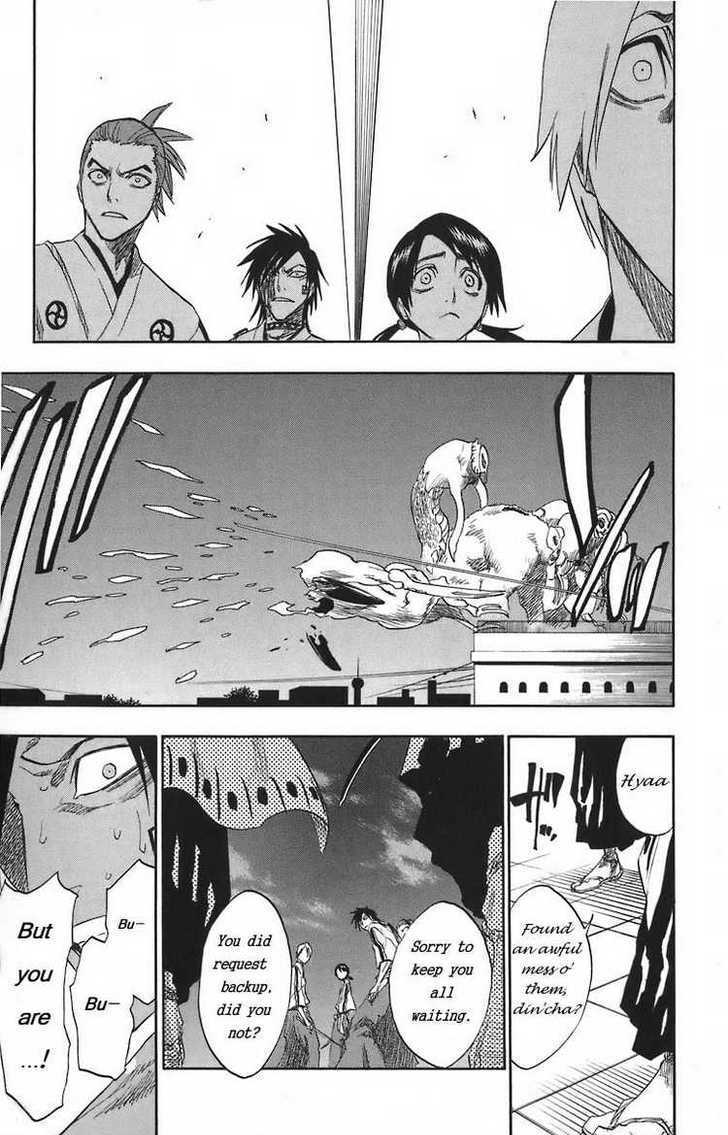 Hyaa
Found
an awful
mess o'
them,
din'cha?
Sorry to
keep you
all
waiting.
You did
request
backup,
did you
not?
Bu-
Bu-
But
you
are
...!